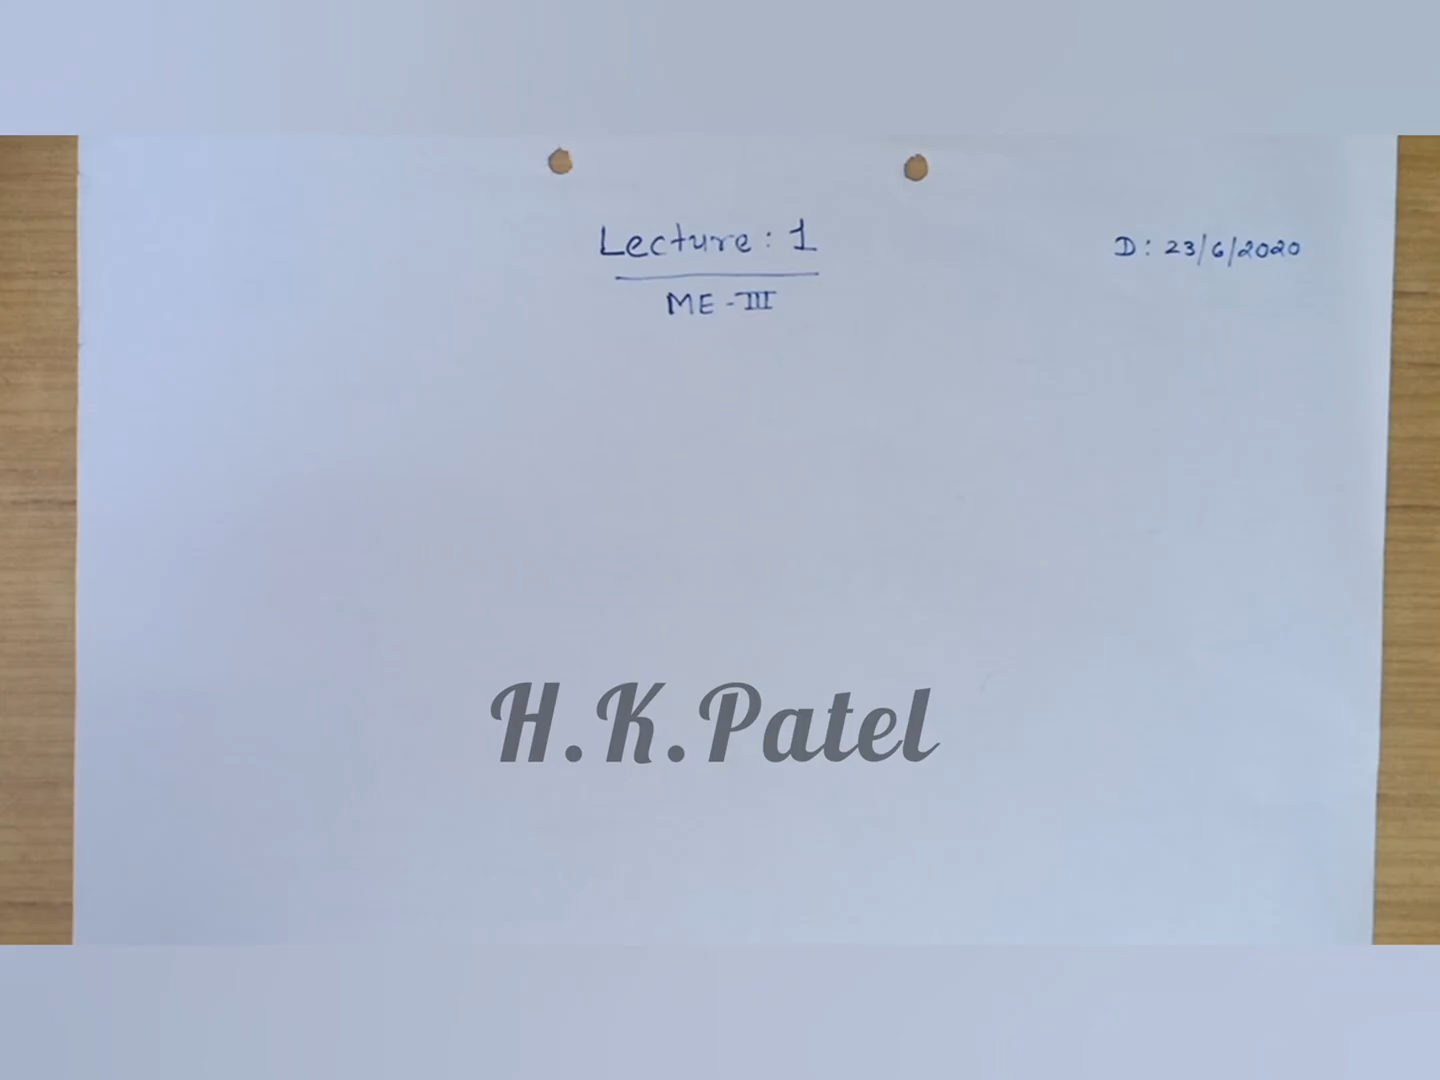 Lecture : 1
D : 23/6/2020
ME - III
H.K.Patel